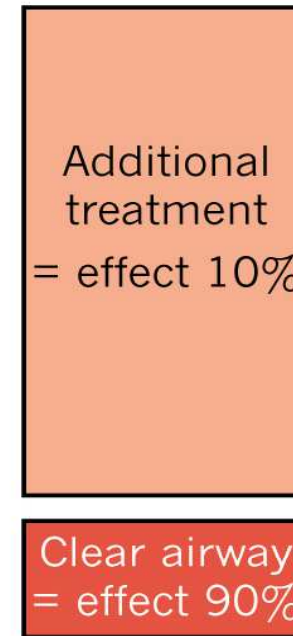 Additional
treatment
= effect 10%
Clear airway
= effect 90%